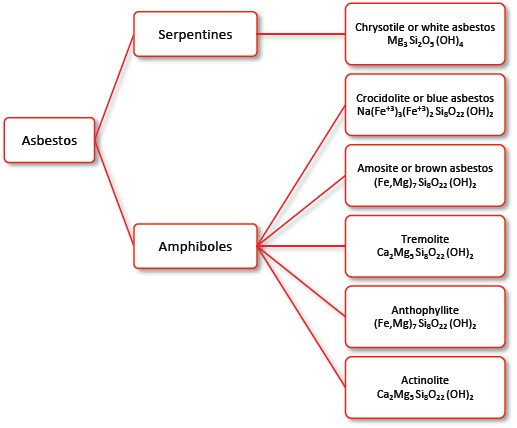 Asbestos
Serpentines
Amphiboles
Chrysotile or white asbestos
Mg₃ Si₂O₅ (OH)₄
Crocidolite or blue asbestos
Na(Fe⁺³)₃(Fe⁺³)₂ Si₈O₂₂ (OH)₂
Amosite or brown asbestos
(Fe,Mg)₇ Si₈O₂₂ (OH)₂
Tremolite
Ca₂Mg₅ Si₈O₂₂ (OH)₂
Anthophyllite
(Fe,Mg)₇ Si₈O₂₂ (OH)₂
Actinolite
Ca₂Mg₅ Si₈O₂₂ (OH)₂